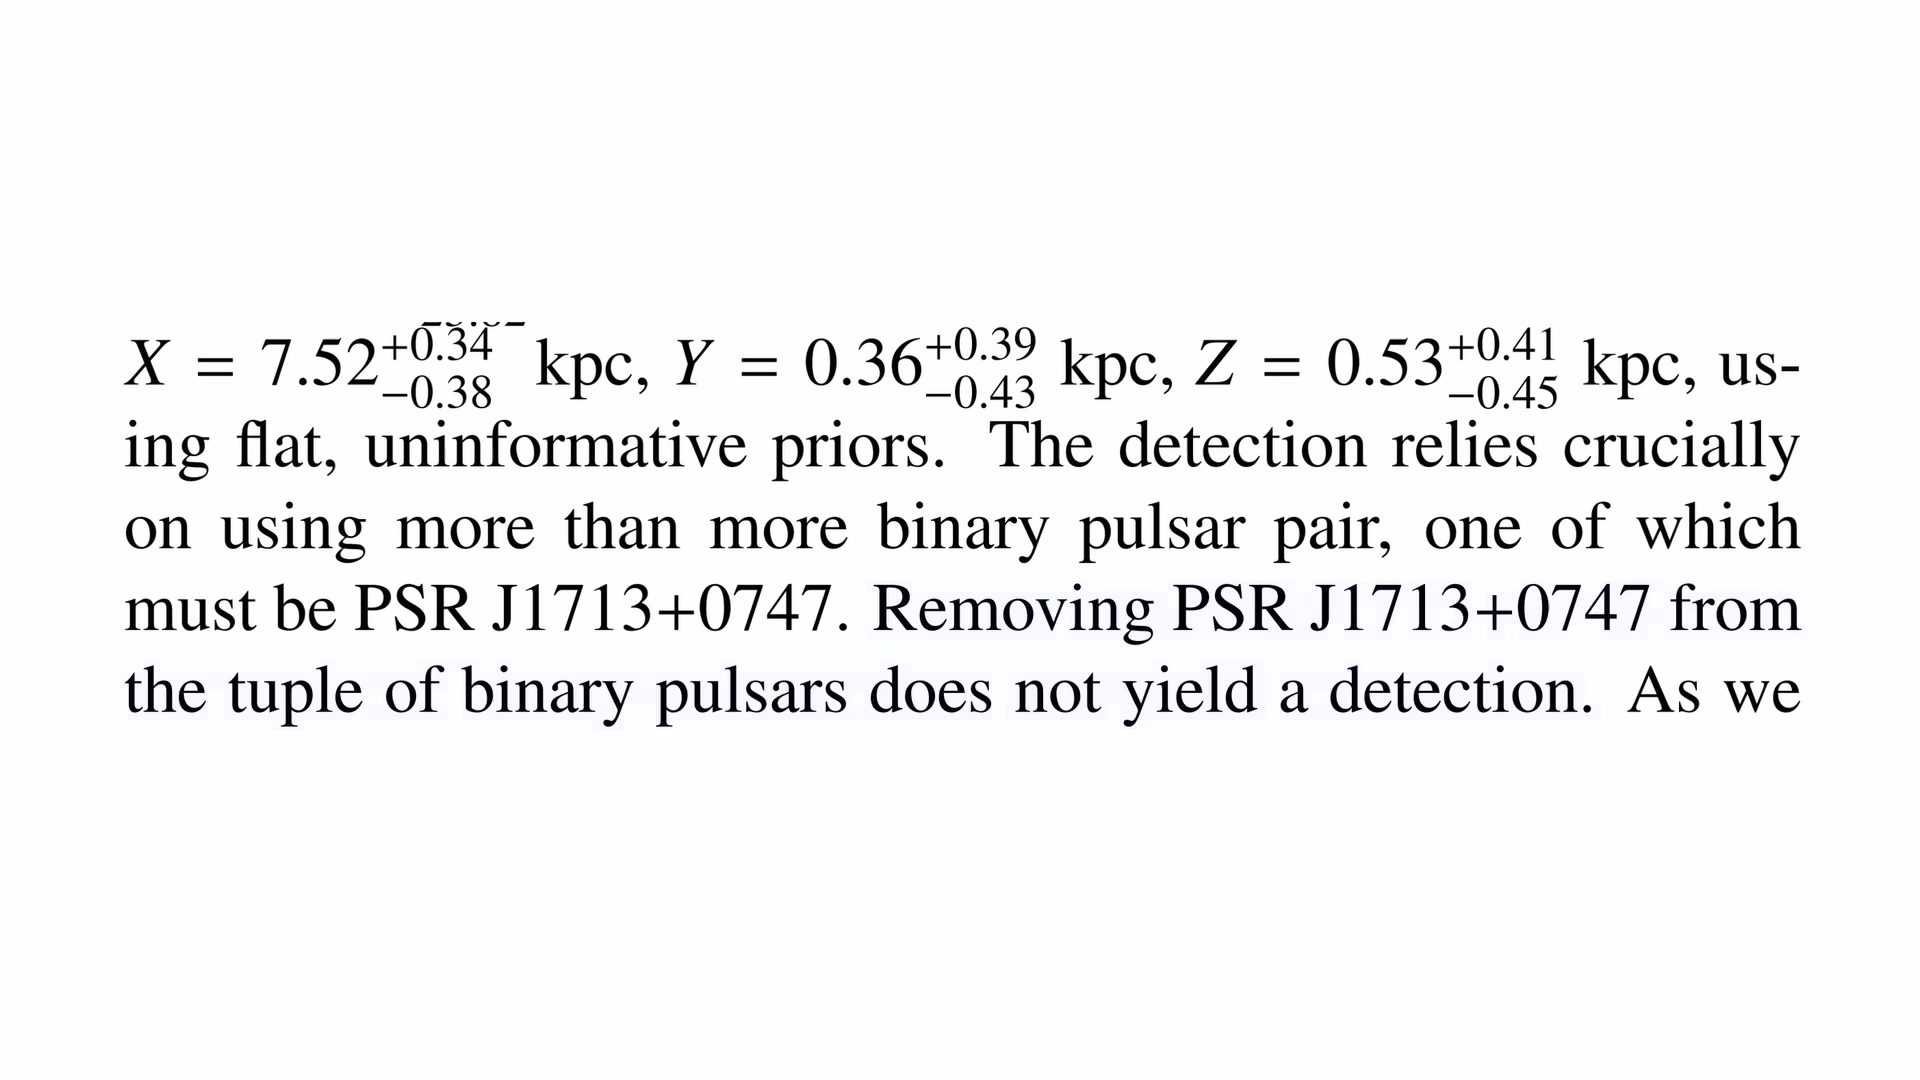 X = 7.52+0.34−0.38 kpc, Y = 0.36+0.39−0.43 kpc, Z = 0.53+0.41−0.45 kpc, us-
ing flat, uninformative priors. The detection relies crucially
on using more than more binary pulsar pair, one of which
must be PSR J1713+0747. Removing PSR J1713+0747 from
the tuple of binary pulsars does not yield a detection. As we